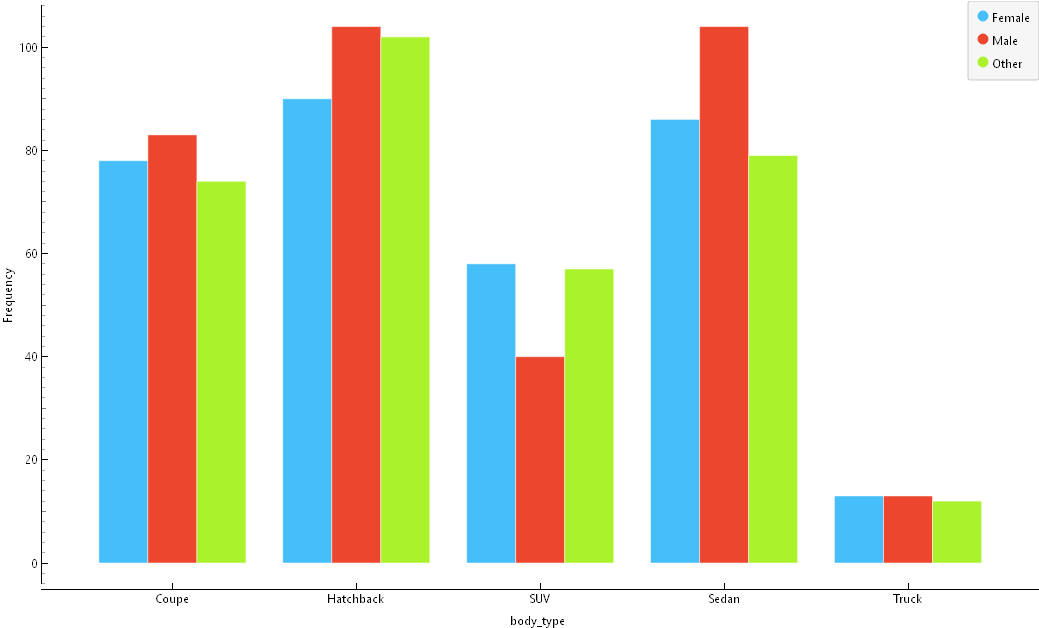 Female
Male
Other
100
80
60
40
20
0
Frequency
Coupe Hatchback SUV Sedan Truck
body_type